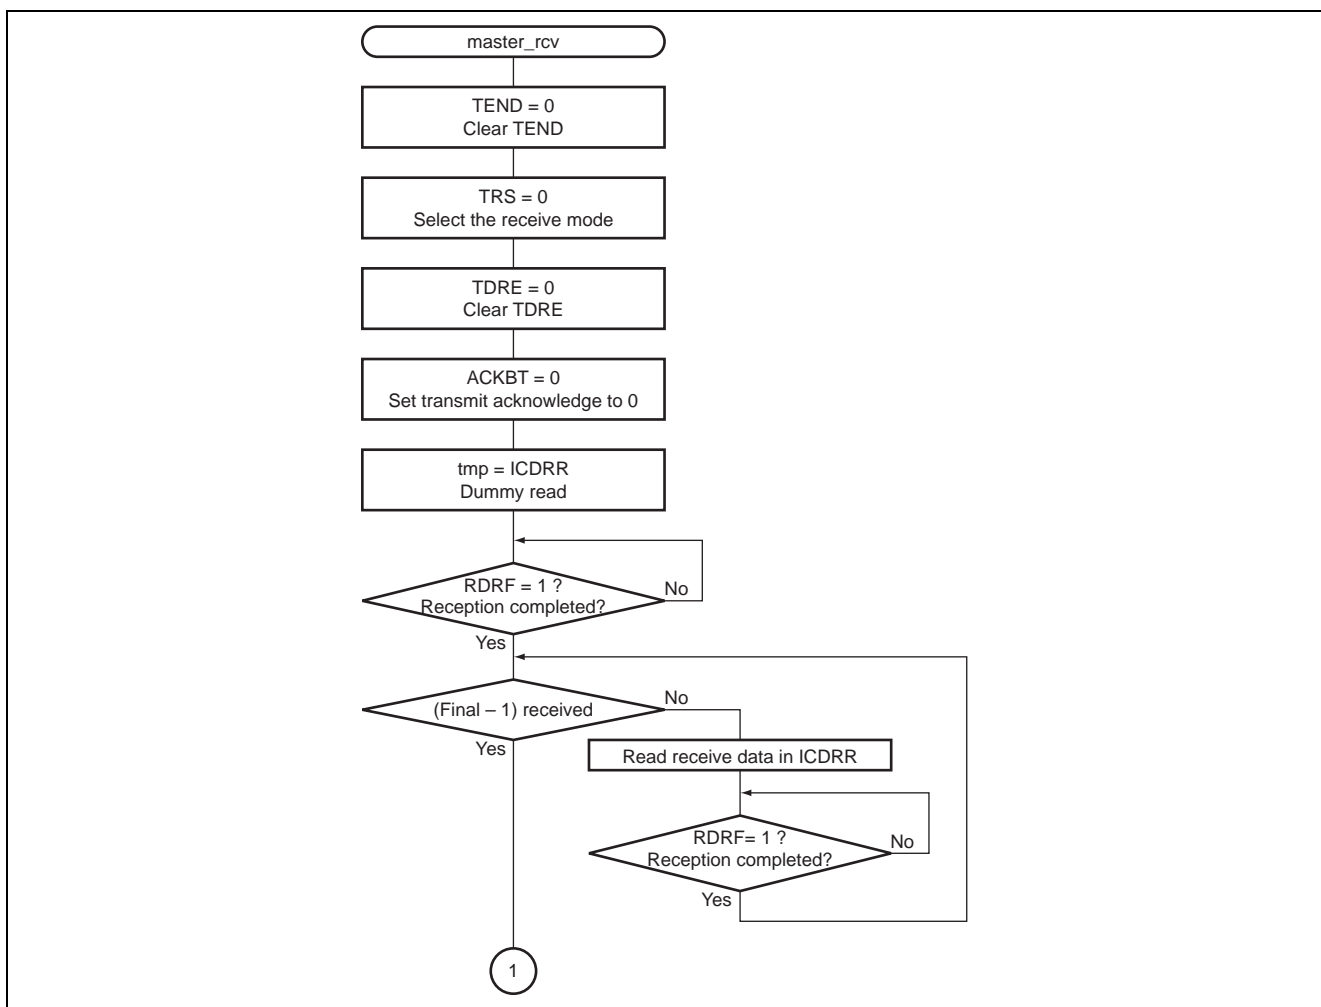 master_rcv
TEND = 0
Clear TEND
TRS = 0
Select the receive mode
TDRE = 0
Clear TDRE
ACKBT = 0
Set transmit acknowledge to 0
tmp = ICDRR
Dummy read
RDRF = 1 ?
Reception completed?
No
Yes
(Final – 1) received
No
Yes
Read receive data in ICDRR
RDRF= 1 ?
Reception completed?
No
Yes
1